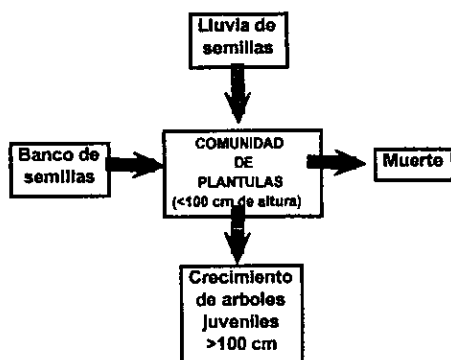 Lluvia de
semillas
Banco de
semillas
COMUNIDAD
DE
PLANTULAS
(<100 cm de altura)
Muerte
Crecimiento
de arboles
juveniles
>100 cm